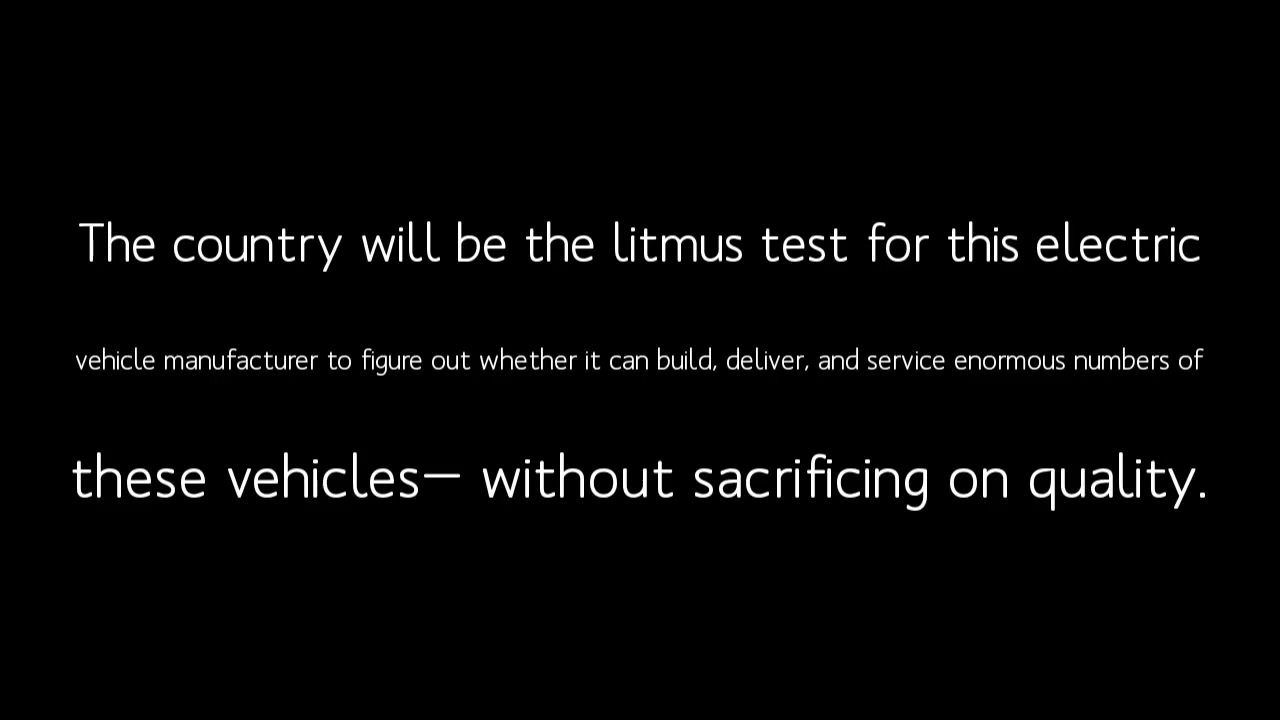 The country will be the litmus test for this electric
vehicle manufacturer to figure out whether it can build, deliver, and service enormous numbers of
these vehicles— without sacrificing on quality.